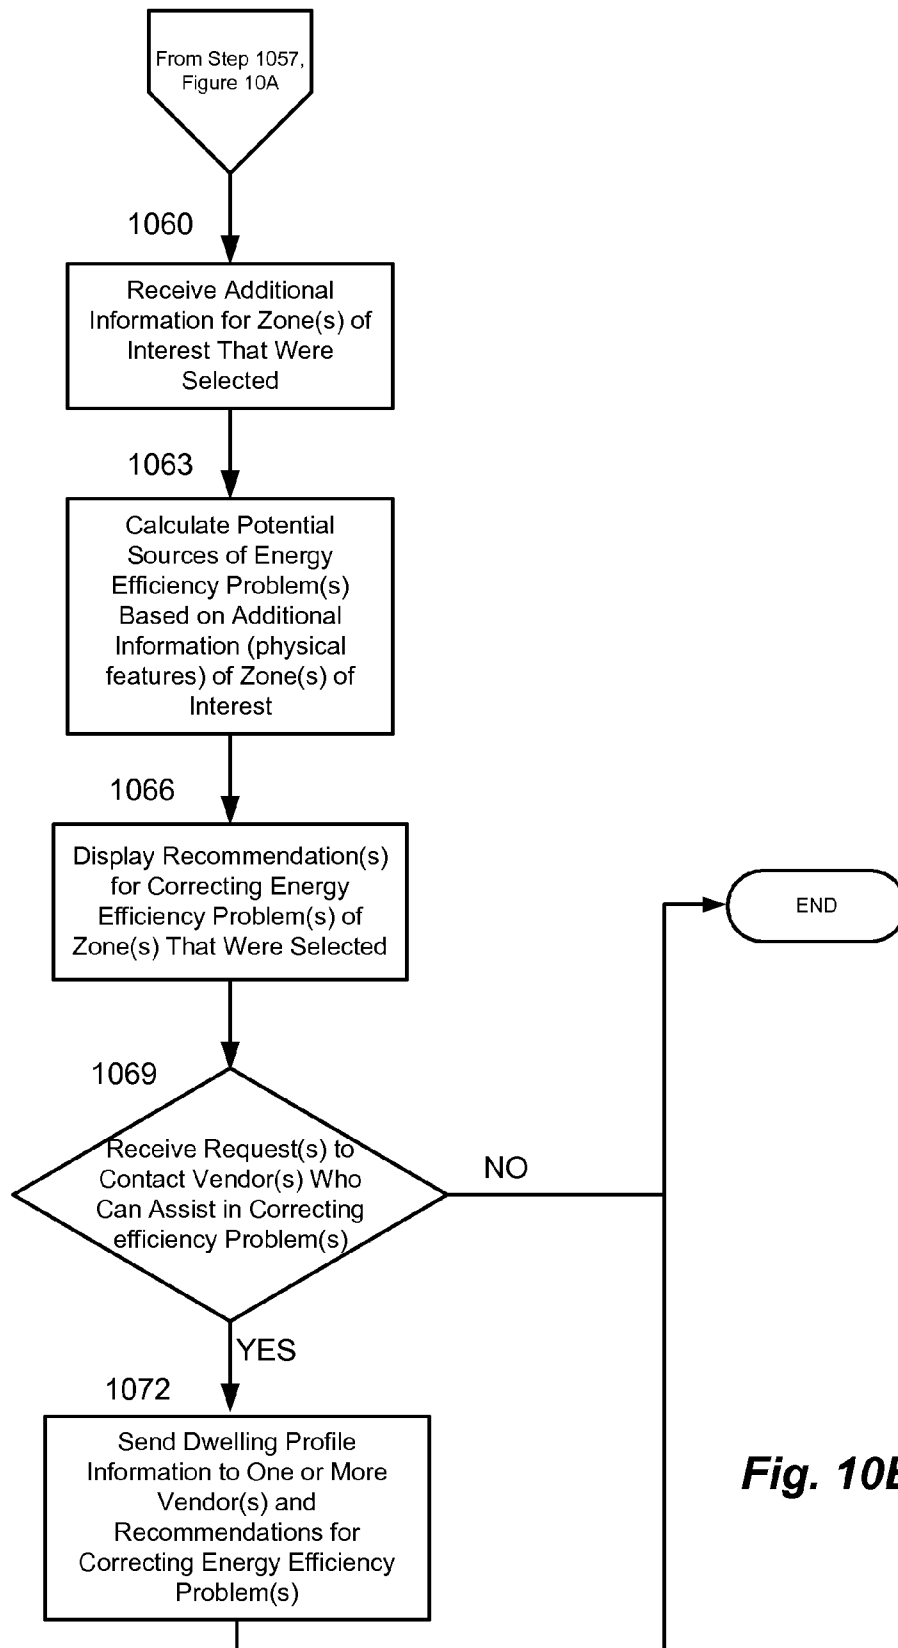 From Step 1057,
Figure 10A
1060
Receive Additional
Information for Zone(s) of
Interest That Were
Selected
1063
Calculate Potential
Sources of Energy
Efficiency Problem(s)
Based on Additional
Information (physical
features) of Zone(s) of
Interest
1066
Display Recommendation(s)
for Correcting Energy
Efficiency Problem(s) of
Zone(s) That Were Selected
END
1069
Receive Request(s) to
Contact Vendor(s) Who
Can Assist in Correcting
efficiency Problem(s)
NO
YES
1072
Send Dwelling Profile
Information to One or More
Vendor(s) and
Recommendations for
Correcting Energy Efficiency
Problem(s)
Fig. 10B